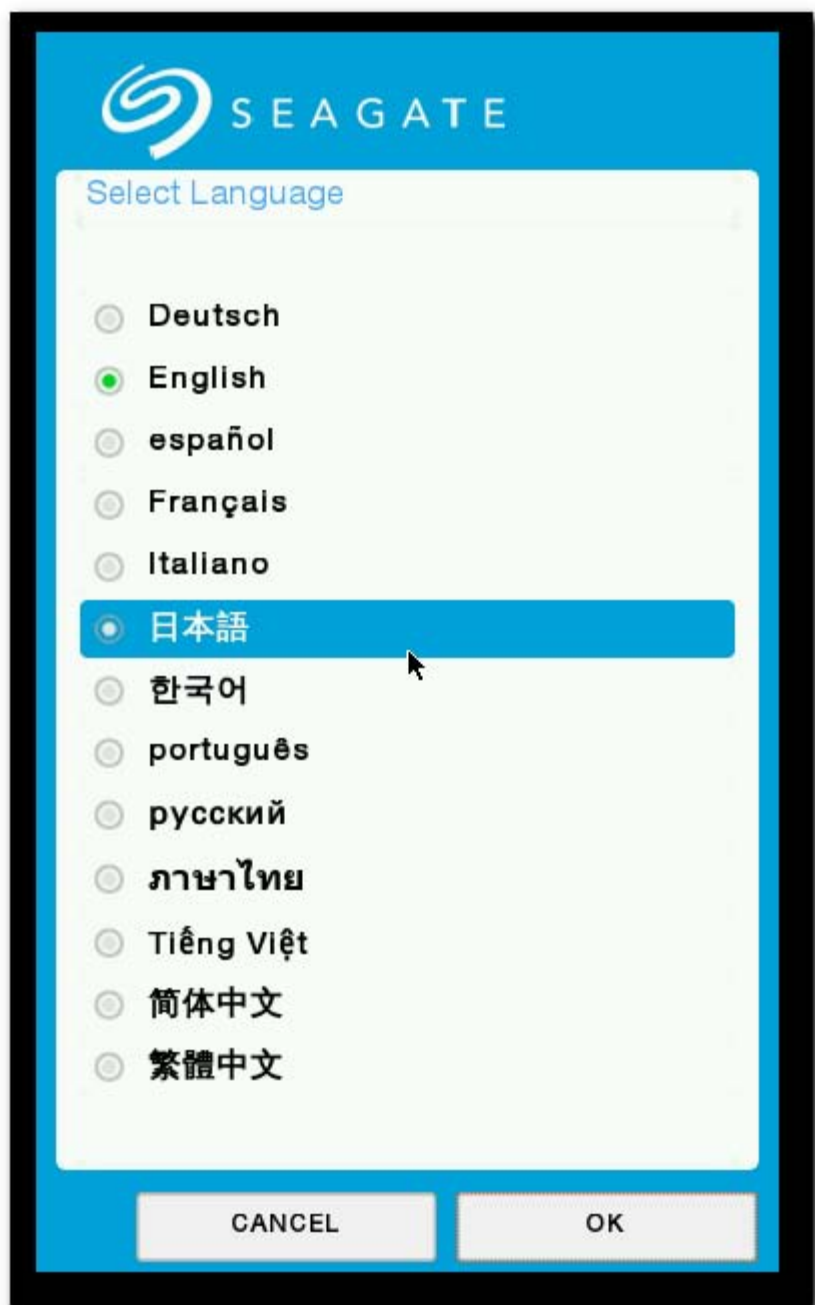 SEAGATE
Select Language
Deutsch
English
español
Français
Italiano
日本語
한국어
português
русский
ภาษาไทย
Tiếng Việt
简体中文
繁體中文
CANCEL
OK